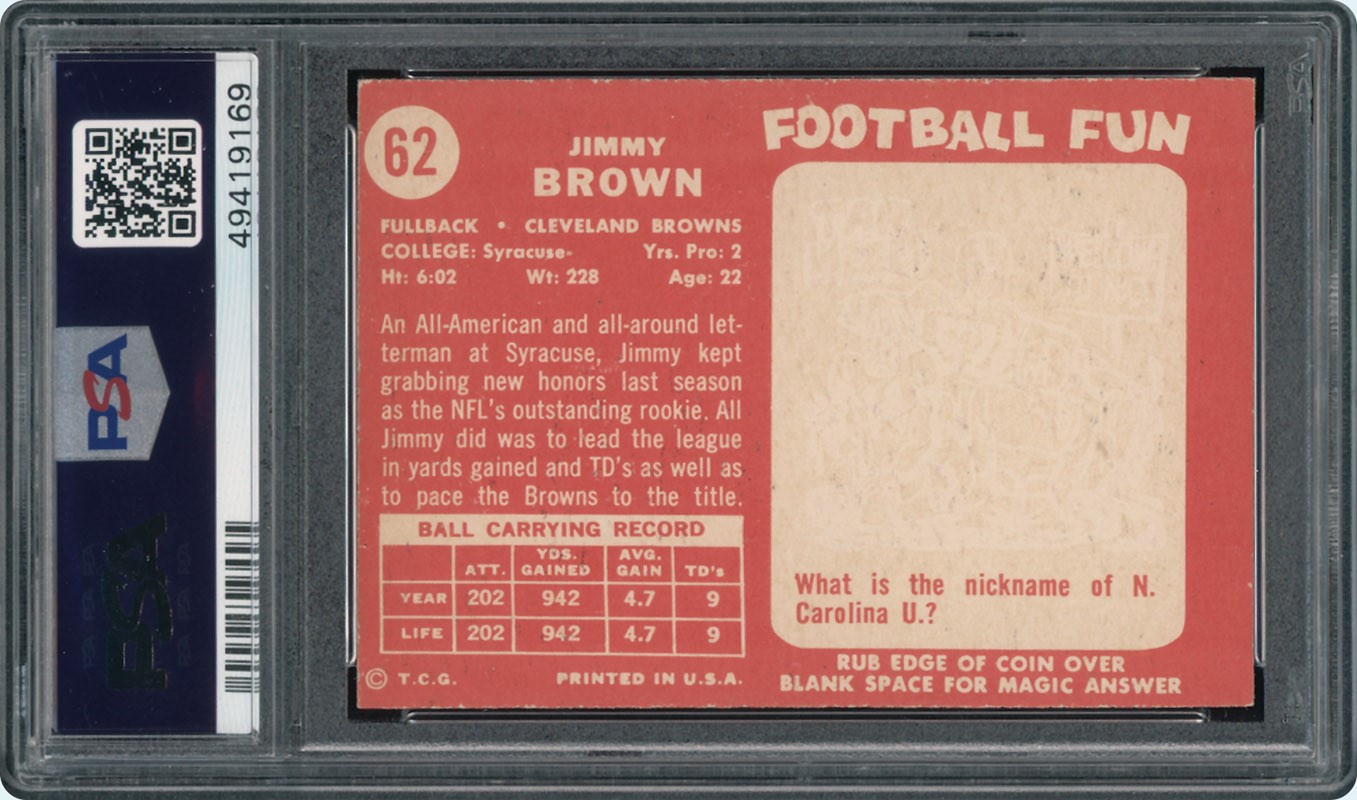 49419169
PSA
PSA
62
JIMMY
BROWN
FULLBACK • CLEVELAND BROWNS
COLLEGE: Syracuse Yrs. Pro: 2
Ht: 6:02 Wt: 228 Age: 22
An All-American and all-around let-
terman at Syracuse, Jimmy kept
grabbing new honors last season
as the NFL's outstanding rookie. All
Jimmy did was to lead the league
in yards gained and TD's as well as
to pace the Browns to the title.
BALL CARRYING RECORD
ATT. YDS. GAINED AVG. GAIN TD's
YEAR 202 942 4.7 9
LIFE 202 942 4.7 9
© T.C.G. PRINTED IN U.S.A.
FOOTBALL FUN
What is the nickname of N.
Carolina U.?
RUB EDGE OF COIN OVER
BLANK SPACE FOR MAGIC ANSWER
PSA